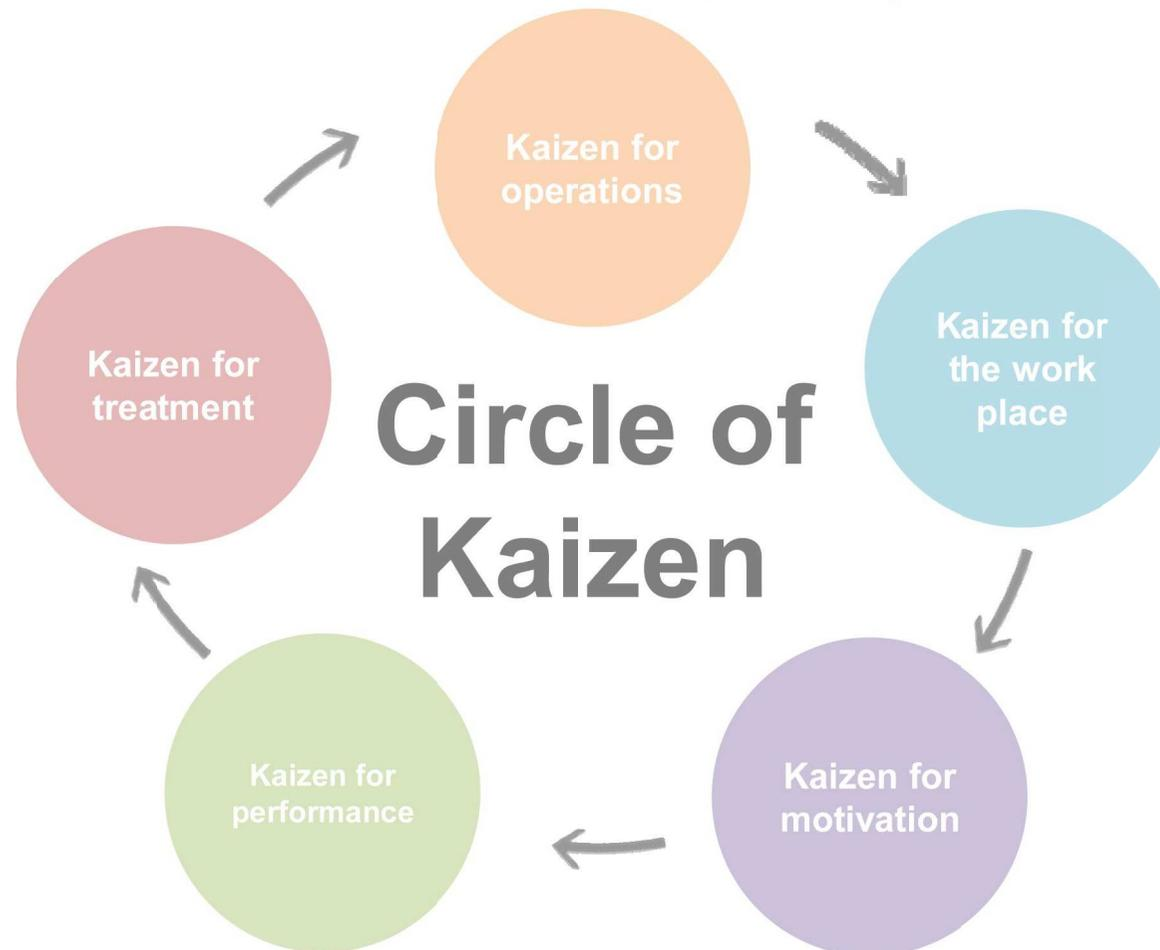 Kaizen for
operations
Kaizen for
the work
place
Kaizen for
motivation
Kaizen for
performance
Kaizen for
treatment
Circle of
Kaizen